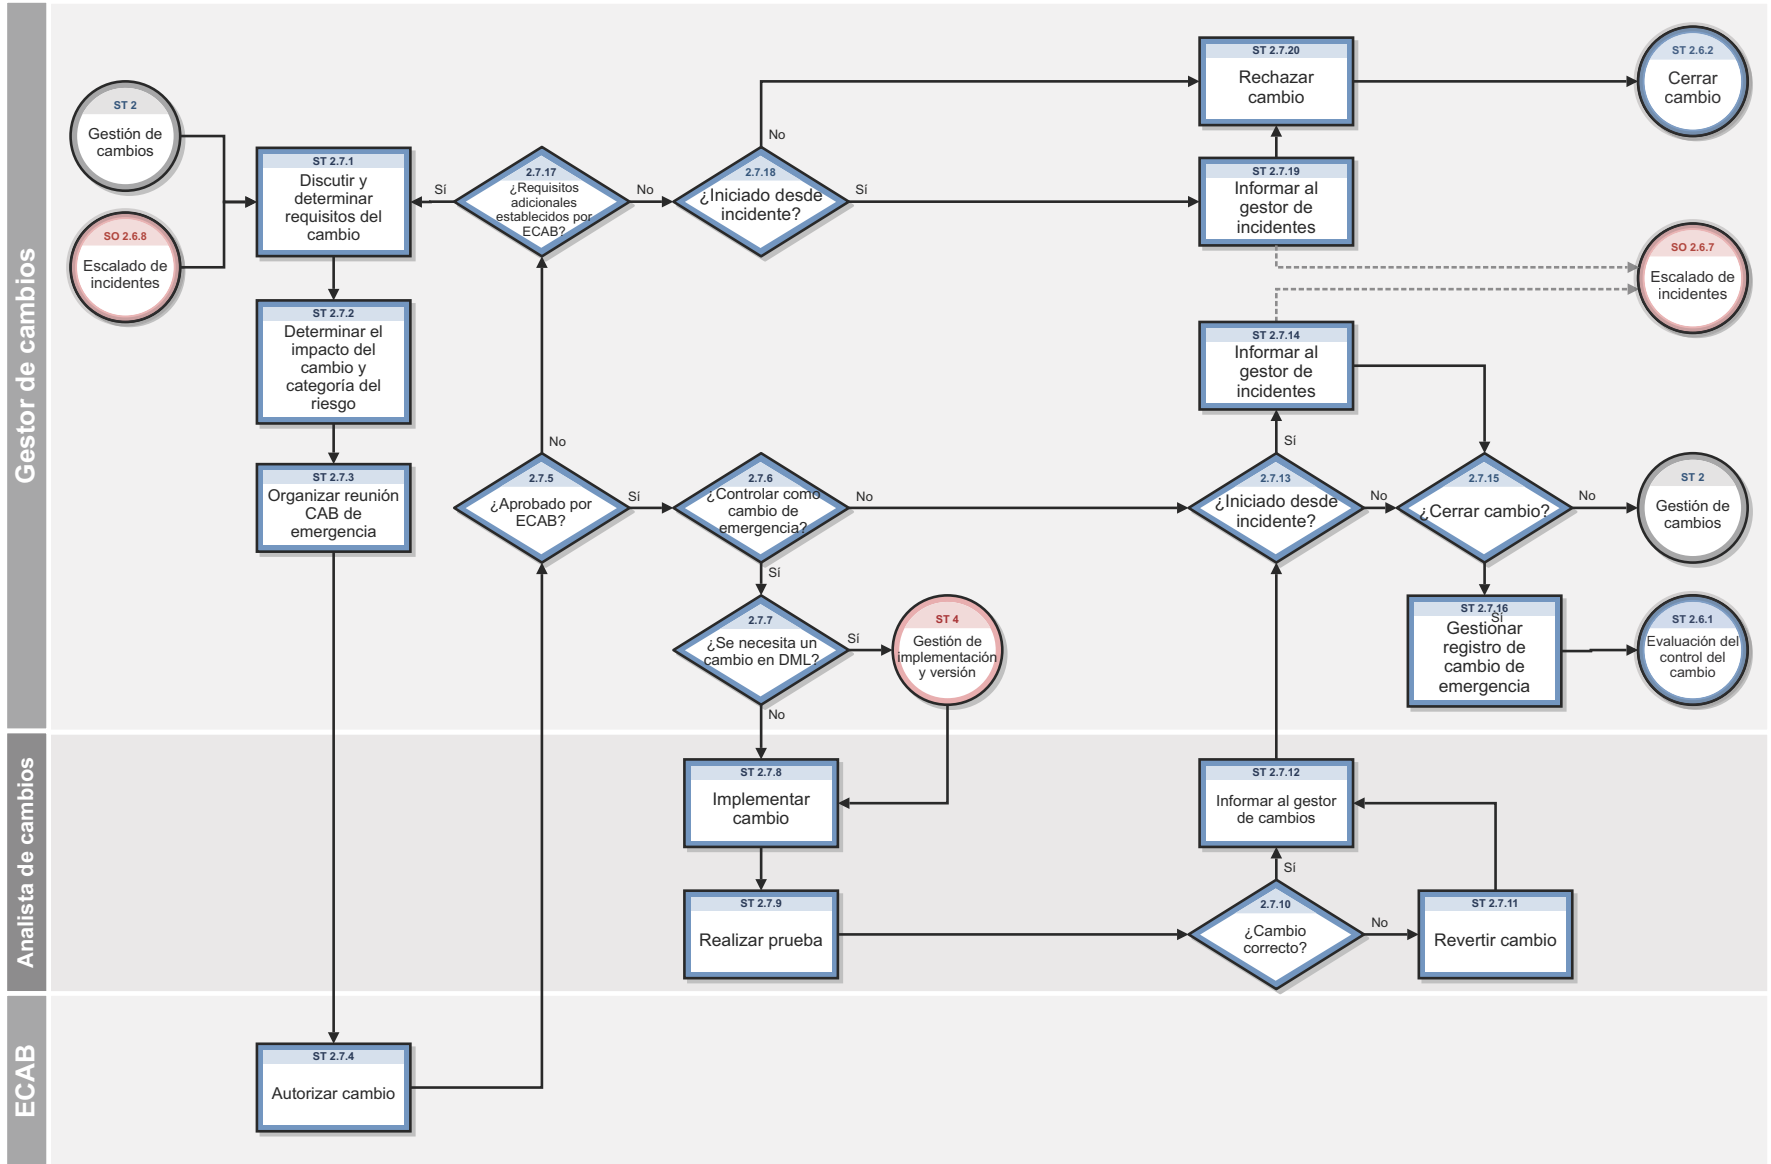 Gestor de cambios
ST 2
Gestión de
cambios
SO 2.6.8
Escalado de
incidentes
ST 2.7.1
Discutir y
determinar
requisitos del
cambio
ST 2.7.2
Determinar el
impacto del
cambio y
categoría del
riesgo
ST 2.7.3
Organizar reunión
CAB de
emergencia
Sí
2.7.17
¿Requisitos
adicionales
establecidos por
ECAB?
No
2.7.18
¿Iniciado desde
incidente?
No
Sí
ST 2.7.20
Rechazar
cambio
ST 2.6.2
Cerrar
cambio
ST 2.7.19
Informar al
gestor de
incidentes
SO 2.6.7
Escalado de
incidentes
ST 2.7.14
Informar al
gestor de
incidentes
No
2.7.5
¿Aprobado por
ECAB?
Sí
2.7.6
¿Controlar como
cambio de
emergencia?
No
Sí
Sí
2.7.13
¿Iniciado desde
incidente?
No
2.7.15
¿Cerrar cambio?
No
ST 2
Gestión de
cambios
2.7.7
¿Se necesita un
cambio en DML?
Sí
No
ST 4
Gestión de
implementación
y versión
ST 2.7.16
Sí
Gestionar
registro de
cambio de
emergencia
ST 2.6.1
Evaluación del
control del
cambio
Analista de cambios
ST 2.7.8
Implementar
cambio
ST 2.7.12
Informar al gestor
de cambios
Sí
ST 2.7.9
Realizar prueba
2.7.10
¿Cambio
correcto?
No
ST 2.7.11
Revertir cambio
ECAB
ST 2.7.4
Autorizar cambio